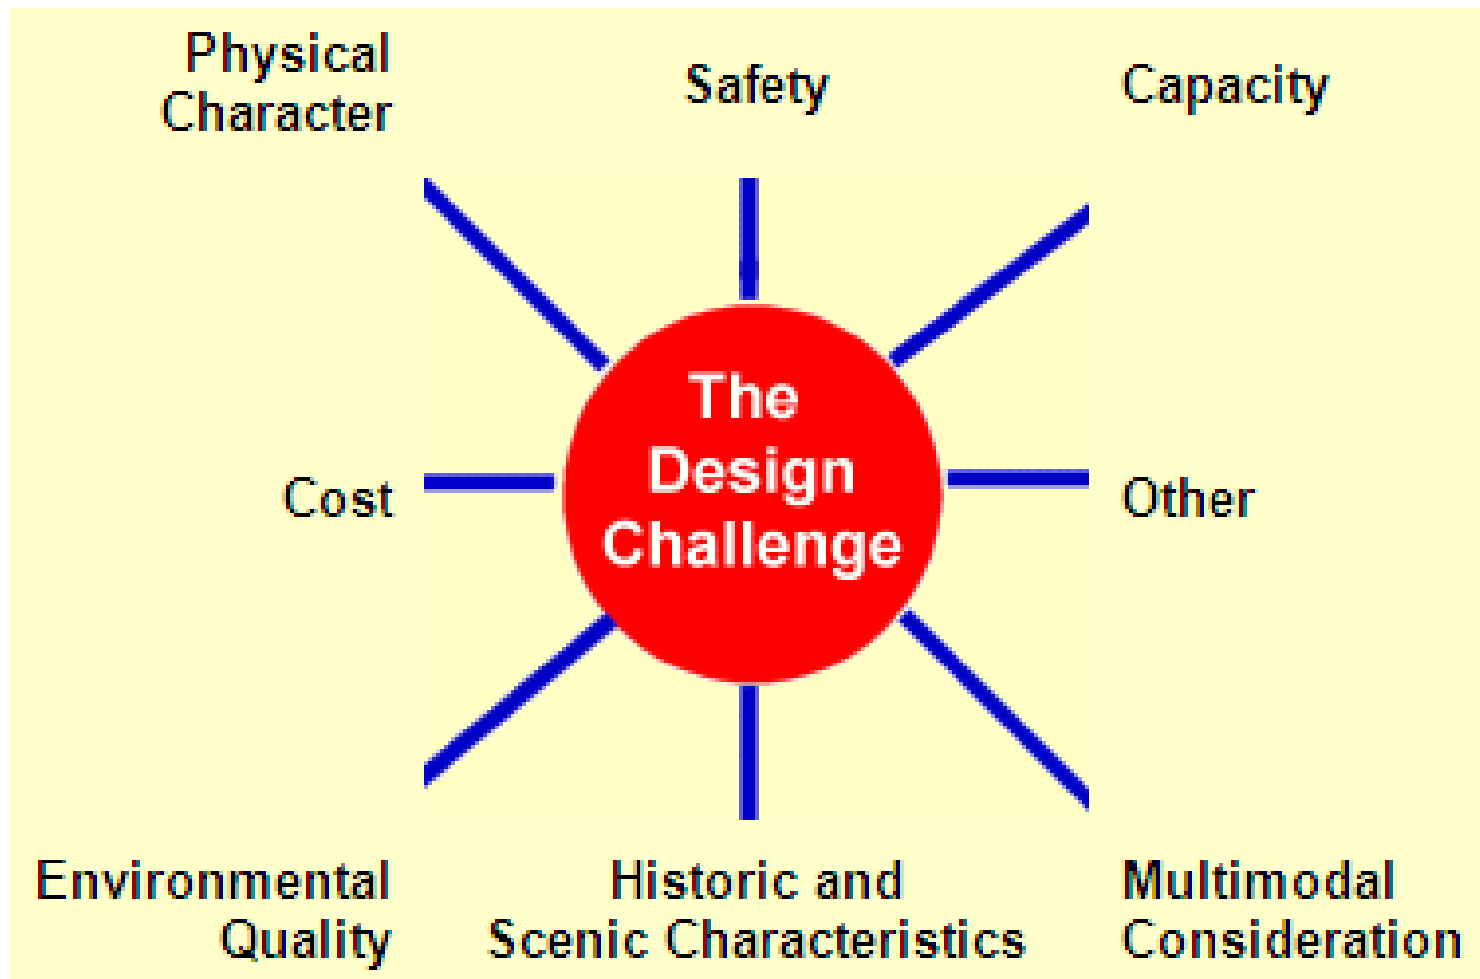 Physical
Character
Safety
Capacity
The
Design
Challenge
Cost
Other
Environmental
Quality
Historic and
Scenic Characteristics
Multimodal
Consideration